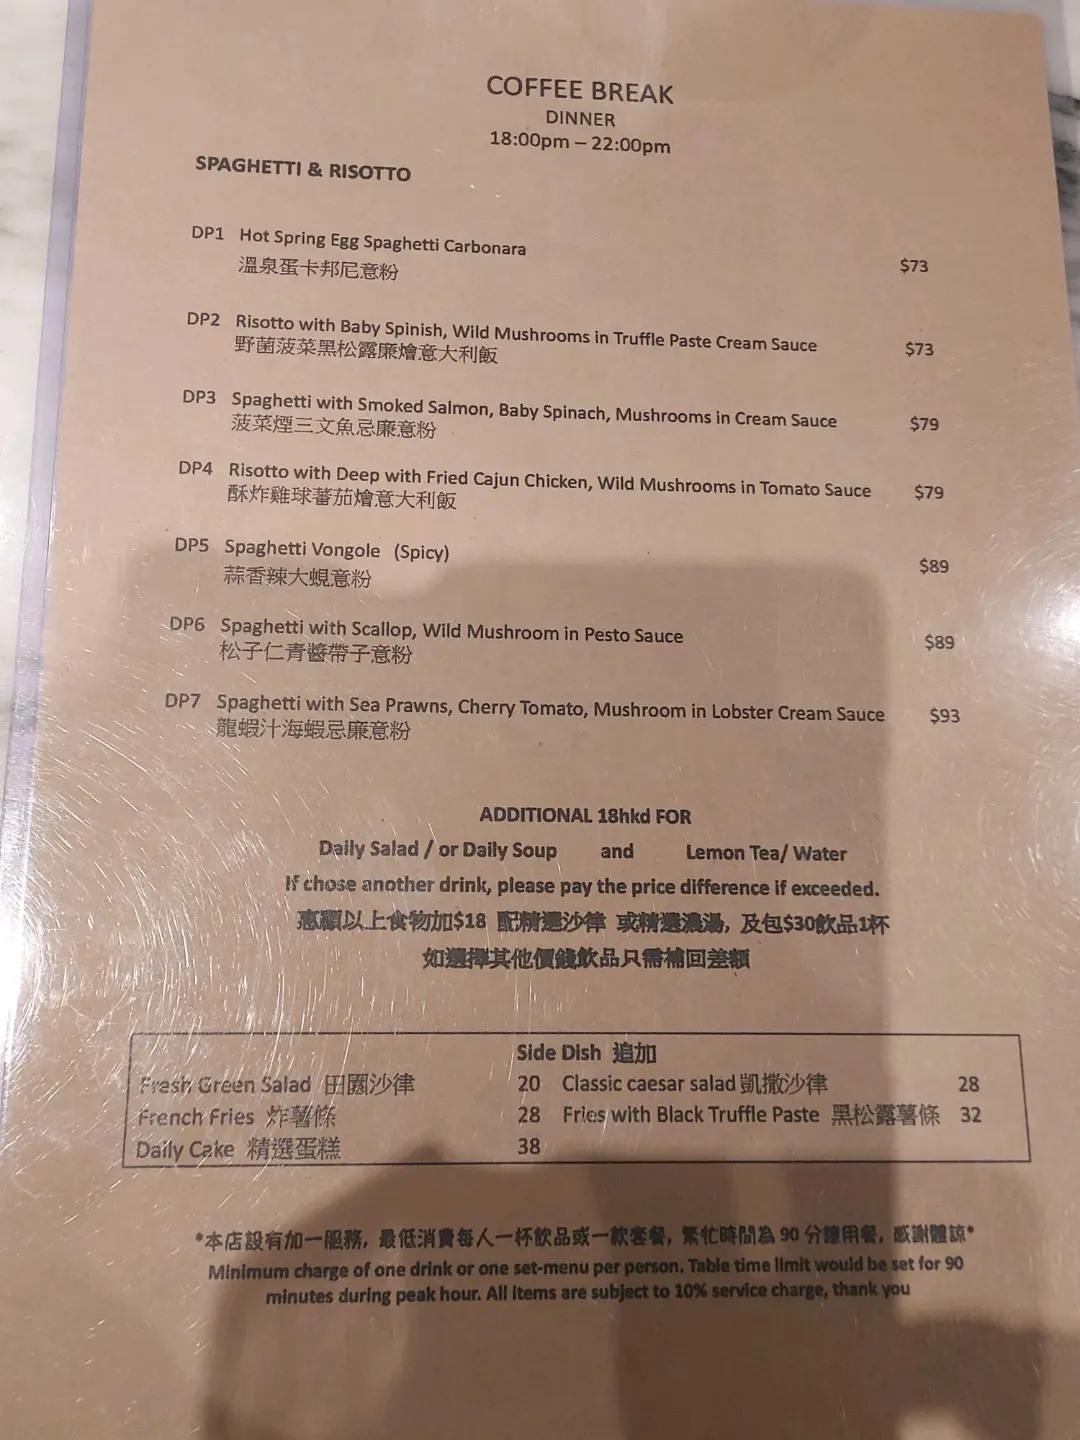 COFFEE BREAK
DINNER
18:00pm – 22:00pm
SPAGHETTI & RISOTTO
DP1 Hot Spring Egg Spaghetti Carbonara
溫泉蛋卡邦尼意粉 $73
DP2 Risotto with Baby Spinish, Wild Mushrooms in Truffle Paste Cream Sauce
野菌菠菜黑松露廉燴意大利飯 $73
DP3 Spaghetti with Smoked Salmon, Baby Spinach, Mushrooms in Cream Sauce $79
菠菜煙三文魚忌廉意粉
DP4 Risotto with Deep with Fried Cajun Chicken, Wild Mushrooms in Tomato Sauce $79
酥炸雞球蕃茄燴意大利飯
DP5 Spaghetti Vongole (Spicy) $89
蒜香辣大蜆意粉
DP6 Spaghetti with Scallop, Wild Mushroom in Pesto Sauce $89
松子仁青醬帶子意粉
DP7 Spaghetti with Sea Prawns, Cherry Tomato, Mushroom in Lobster Cream Sauce $93
龍蝦汁海蝦忌廉意粉
ADDITIONAL 18hkd FOR
Daily Salad / or Daily Soup and Lemon Tea/ Water
If chose another drink, please pay the price difference if exceeded.
惠顧以上食物加$18 配精選沙律 或精選濃湯, 及包$30飲品1杯
如選擇其他價錢飲品只需補回差額
Side Dish 追加
Fresh Green Salad 田園沙律 20 Classic caesar salad 凱撒沙律 28
French Fries 炸薯條 28 Fries with Black Truffle Paste 黑松露薯條 32
Daily Cake 精選蛋糕 38
*本店設有加一服務, 最低消費每人一杯飲品或一款套餐, 繁忙時間為 90 分鐘用餐, 感謝體諒*
Minimum charge of one drink or one set-menu per person. Table time limit would be set for 90
minutes during peak hour. All items are subject to 10% service charge, thank you